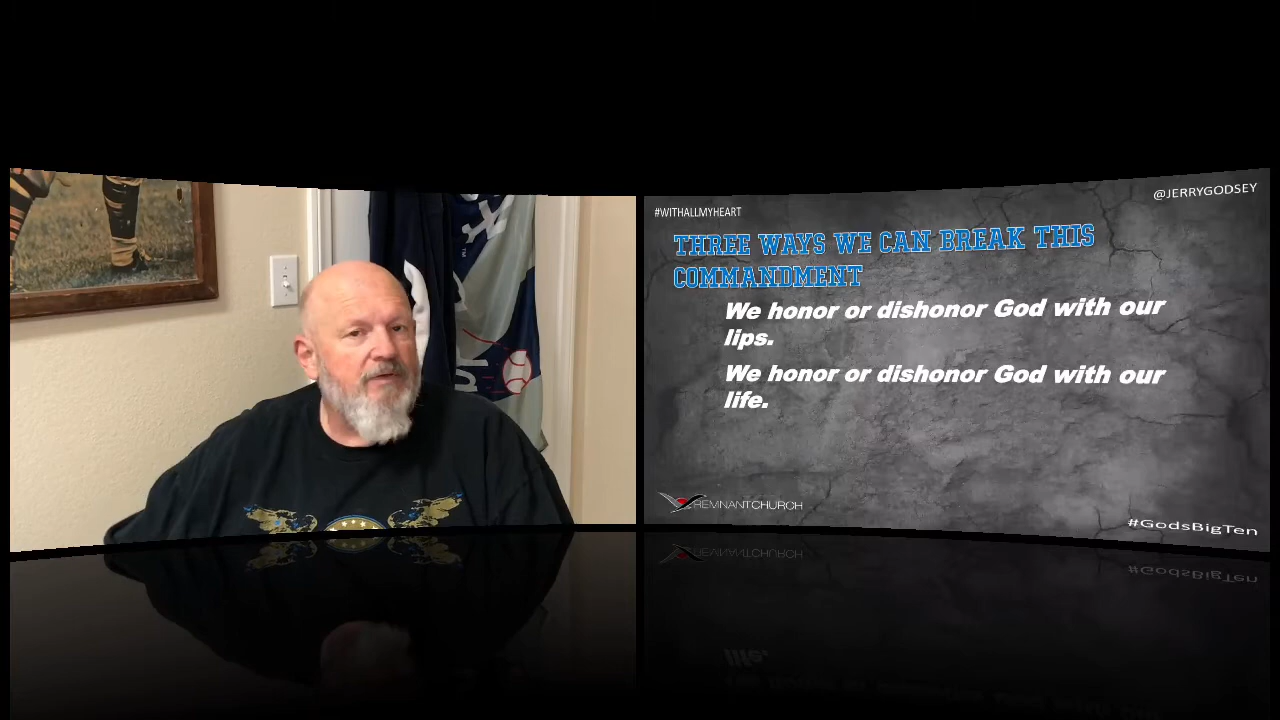 @JERRYGODSEY
#WITHALLMYHEART
THREE WAYS WE CAN BREAK THIS
COMMANDMENT
We honor or dishonor God with our
lips.
We honor or dishonor God with our
life.
REMNANTCHURCH
#GodsBigTen